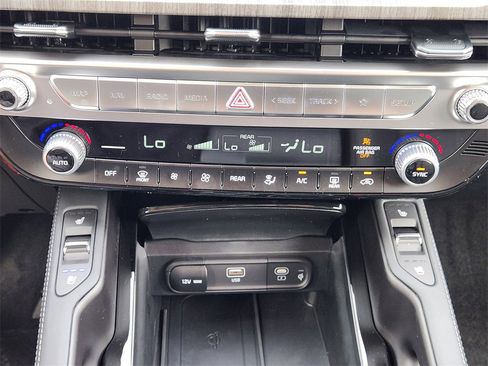 MAP NAV RADIO MEDIA < SEEK TRACK > SETUP
REAR
Lo Lo Lo
PASSENGER
AIR BAG
OFF
AUTO SYNC
OFF FRONT REAR A/C REAR
12V USB